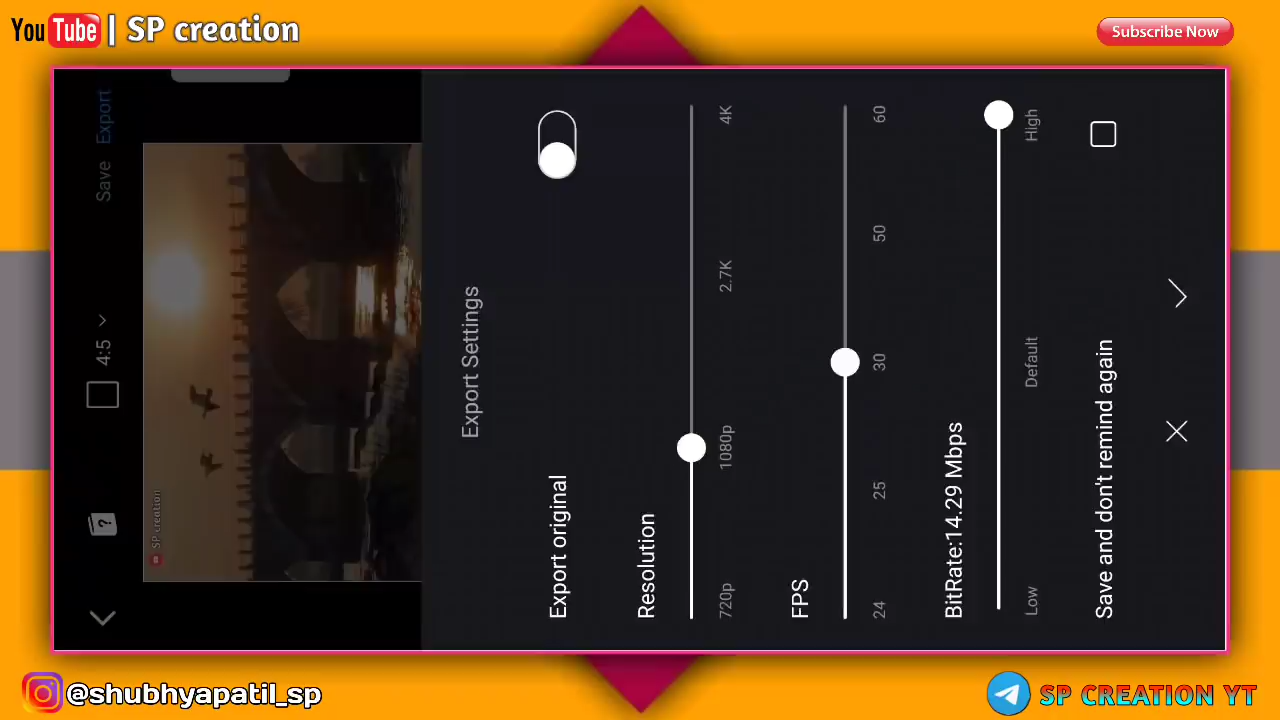 YouTube | SP creation
Subscribe Now
4:5
Save
Export
SP creation
Export Settings
Export original
Resolution
720p
1080p
2.7K
4K
FPS
24
25
30
50
60
BitRate:14.29 Mbps
Low
Default
High
Save and don't remind again
@shubhyapatil_sp
SP CREATION YT